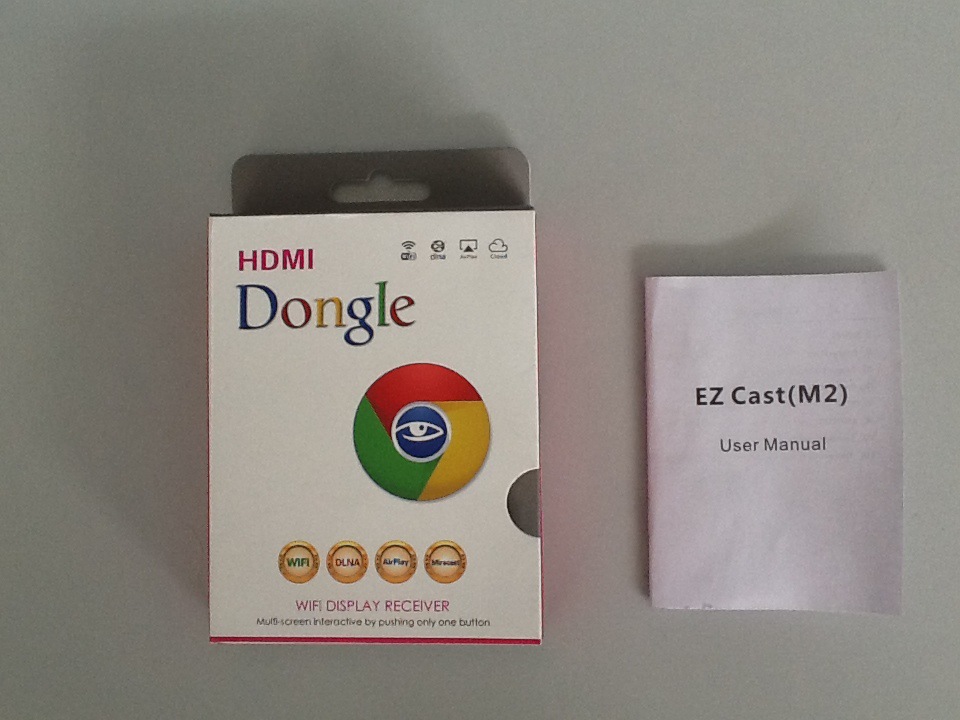 HDMI
Dongle
WiFi
dlna
AirPlay
Cloud
WIFI
DLNA
AirPlay
Miracast
WIFI DISPLAY RECEIVER
Multi-screen interactive by pushing only one button
EZ Cast(M2)
User Manual